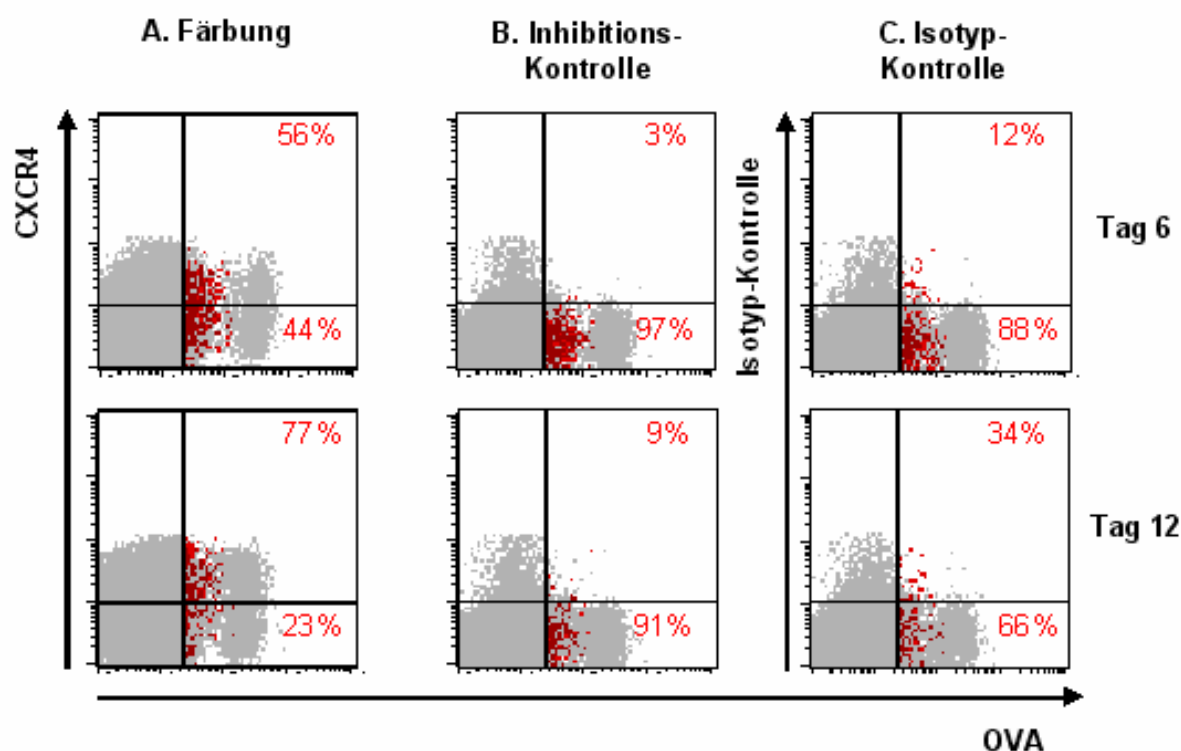 A. Färbung
B. Inhibitions-
Kontrolle
C. Isotyp-
Kontrolle
CXCR4
56%
44%
3%
97%
Isotyp-Kontrolle
12%
88%
Tag 6
77%
23%
9%
91%
34%
66%
Tag 12
OVA